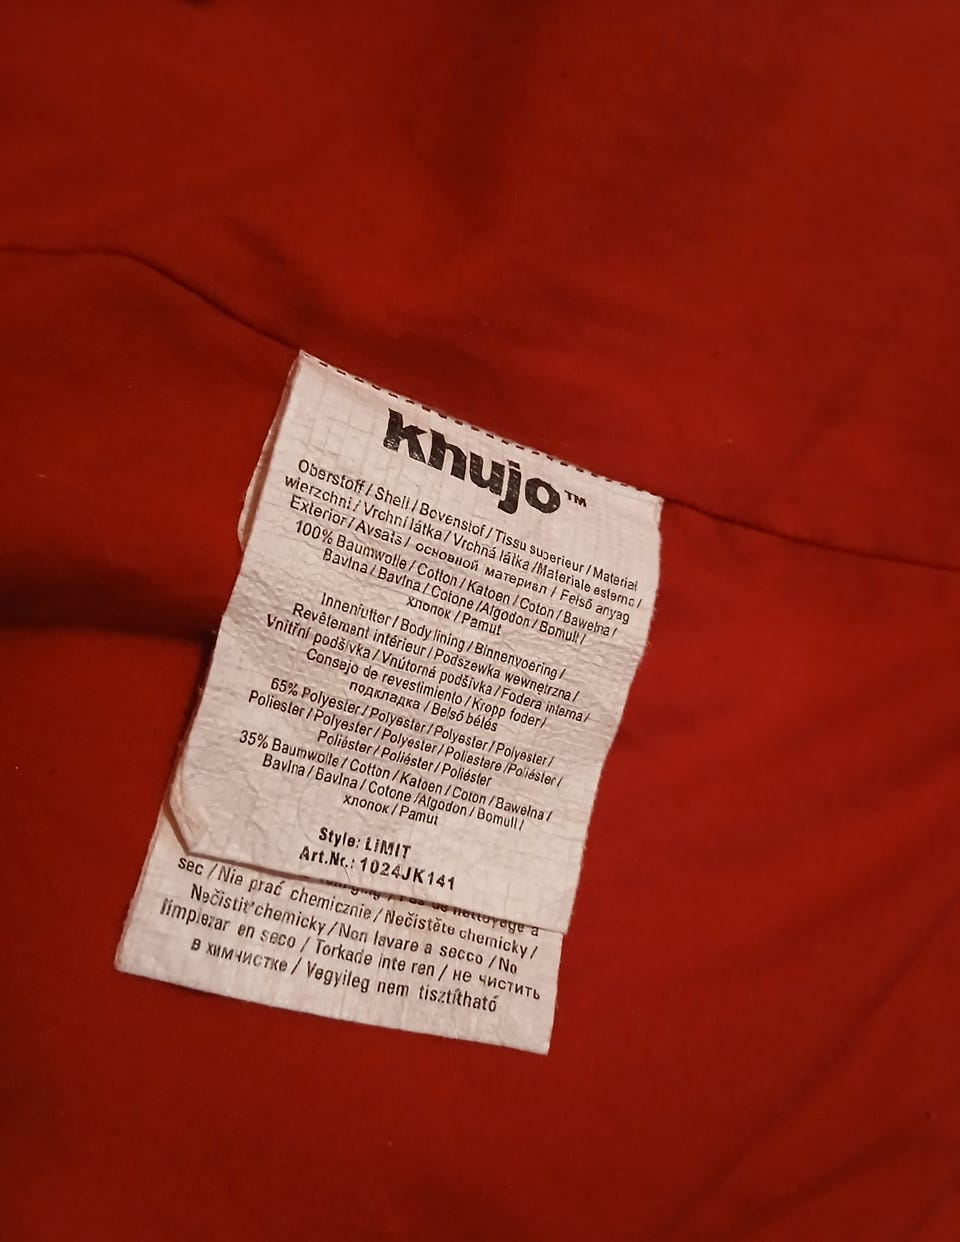 khujo™
Oberstoff / Shell / Bovenstof / Tissu superieur / Material
wierzchni / Vrchní látka / Vrchná látka /Materiale esterno /
Exterior / Avsats / основной материал / Felső anyag
100% Baumwolle / Cotton / Katoen / Coton / Bawełna /
Bavlna / Bavlna / Cotone /Algodon / Bomull /
хлопок / Pamut
Innenfutter / Body lining / Binnenvoering /
Revêtement intérieur / Podszewka wewnętrzna /
Vnitřní podšívka / Vnútorná podšívka / Fodera interna /
Consejo de revestimiento / Kropp foder /
подкладка / Belső bélés
65% Polyester / Polyester / Polyester / Polyester /
Poliester / Polyester / Polyester / Poliestere /Poliéster /
Poliéster / Poliéster / Poliéster
35% Baumwolle / Cotton / Katoen / Coton / Bawełna /
Bavlna / Bavlna / Cotone /Algodon / Bomull /
хлопок / Pamut
Style: LIMIT
Art.Nr.: 1024JK141
de nettoyage a
sec / Nie prać chemicznie / Nečistěte chemicky /
Nečistiť chemicky / Non lavare a secco / No
limpiezar en seco / Torkade inte ren / не чистить
в химчистке / Vegyileg nem tisztítható